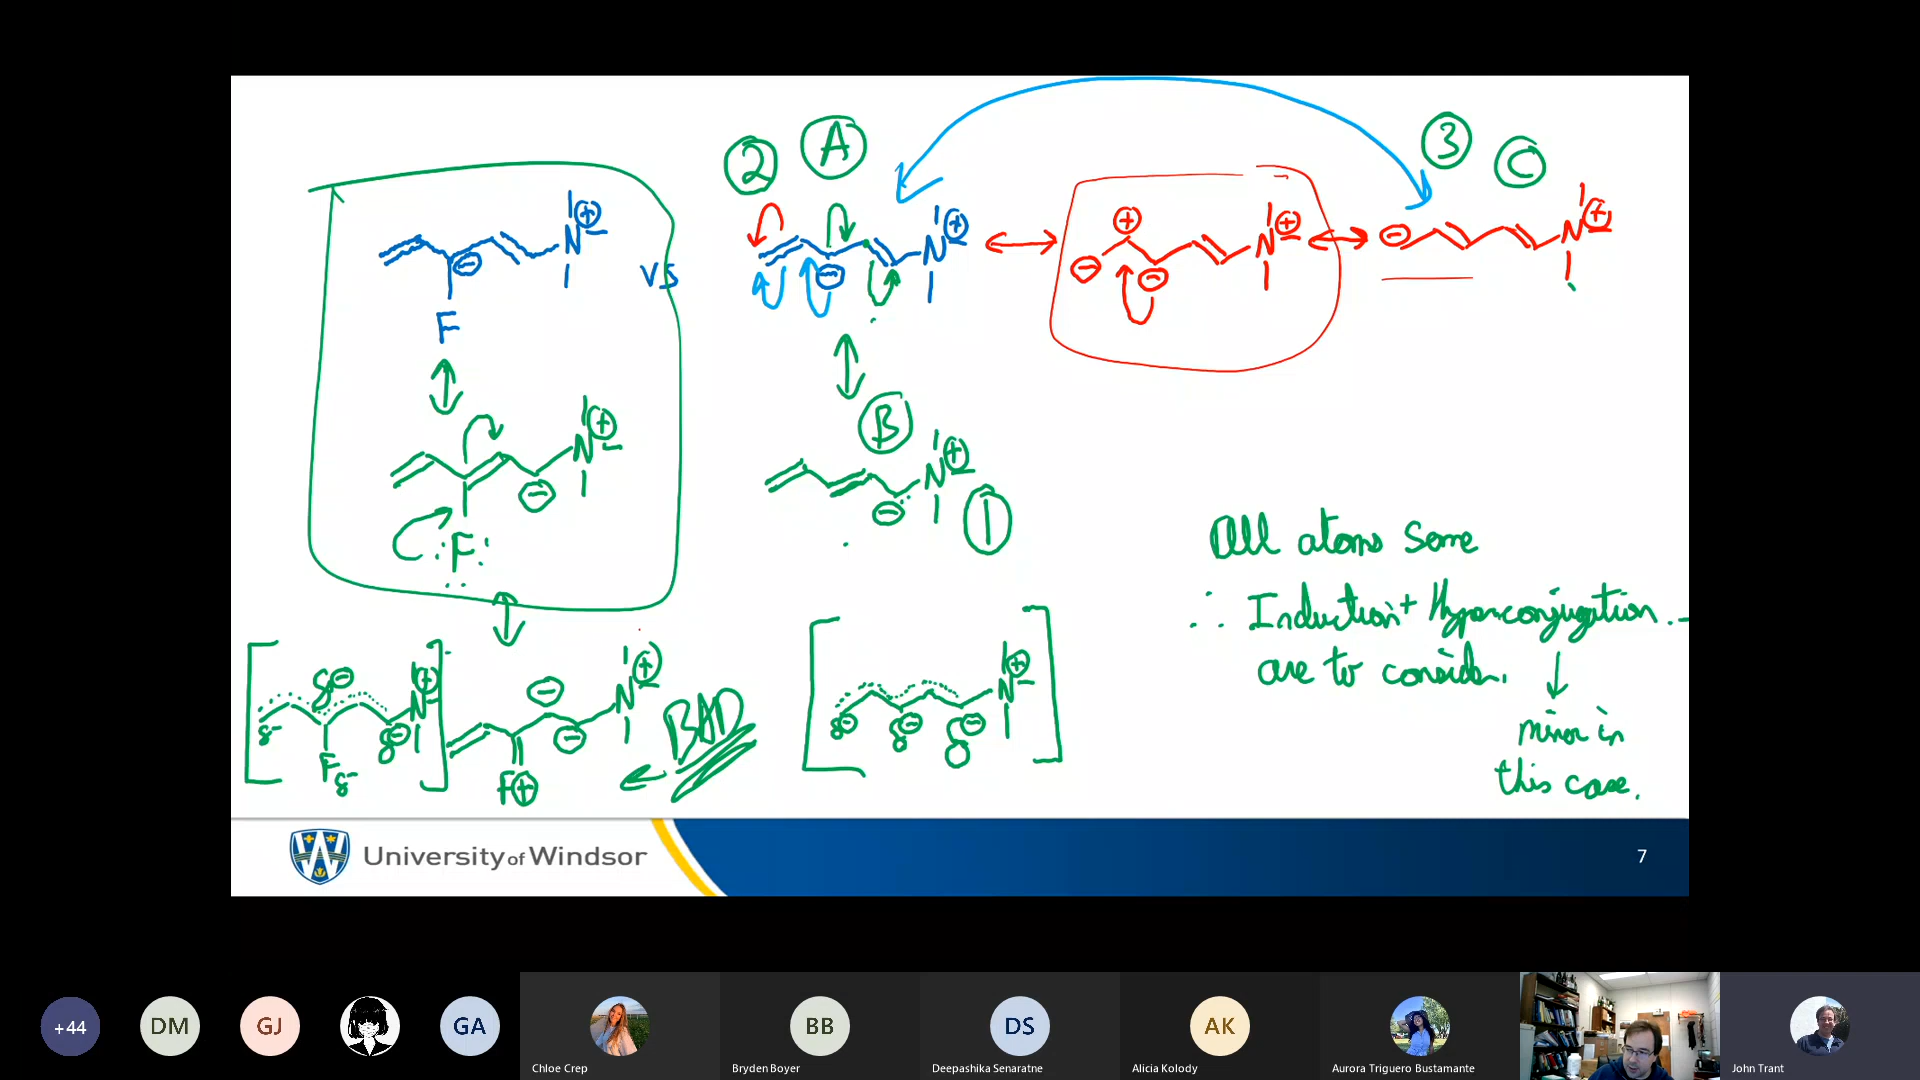 2 A
3 C
N ⊕
⊖
F
VS
N ⊕
⊖
⊕
⊖ ⊖
N ⊕
⊖
N ⊕
N ⊕
⊖
:F:
B
N ⊕
⊖
1
All atoms same
∴ Induction + Hyperconjugation
are to consider.
minor in
this case.
δ⊖
N ⊕
δ-
δ⊖
F δ-
⊖
N ⊕
⊖
F⊕
BAD
N ⊕
δ⊖ δ⊖ δ⊖
University of Windsor
7
+44
DM
GJ
GA
Chloe Crep
BB
Bryden Boyer
DS
Deepashika Senaratne
AK
Alicia Kolody
Aurora Triguero Bustamante
John Trant